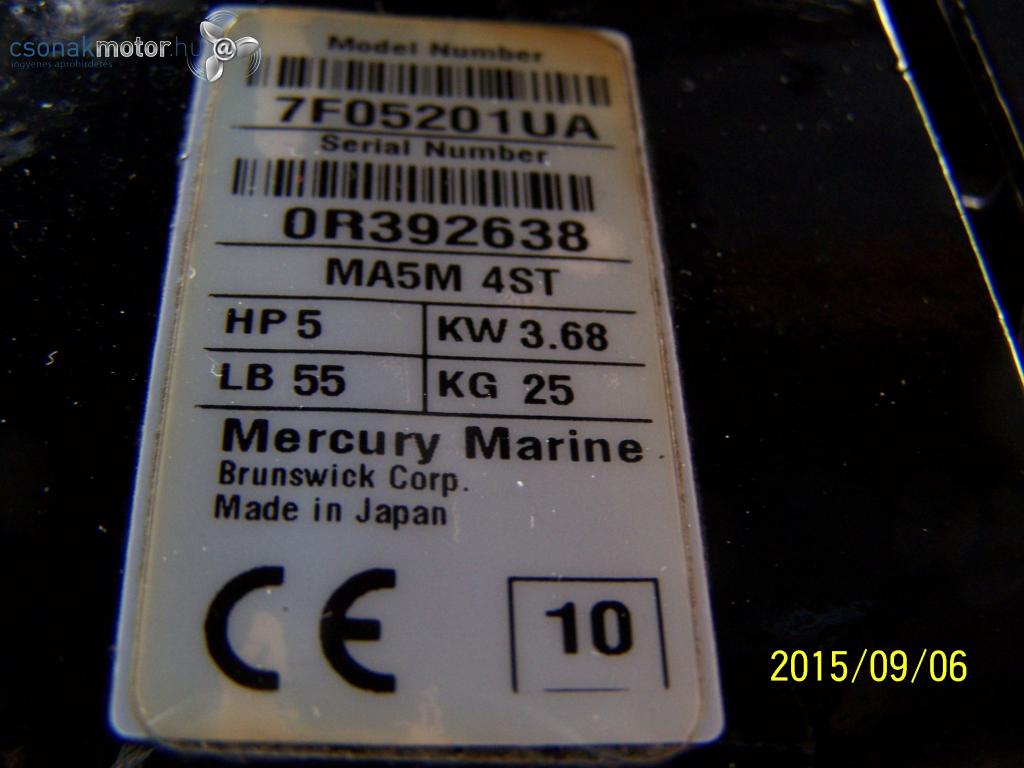 csonakmotor.hu
ingyenes apróhirdetés
@
Model Number
7F05201UA
Serial Number
0R392638
MA5M 4ST
HP 5 KW 3.68
LB 55 KG 25
Mercury Marine
Brunswick Corp.
Made in Japan
CE 10
2015/09/06